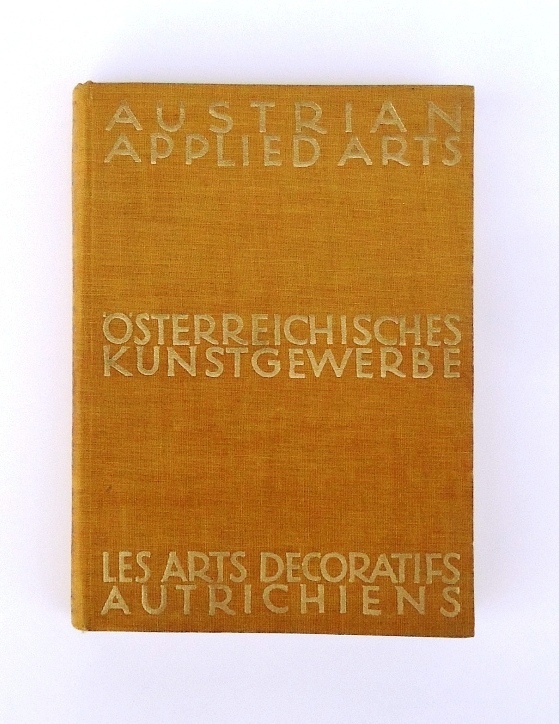 AUSTRIAN
APPLIED ARTS
ÖSTERREICHISCHES
KUNSTGEWERBE
LES ARTS DECORATIFS
AUTRICHIENS